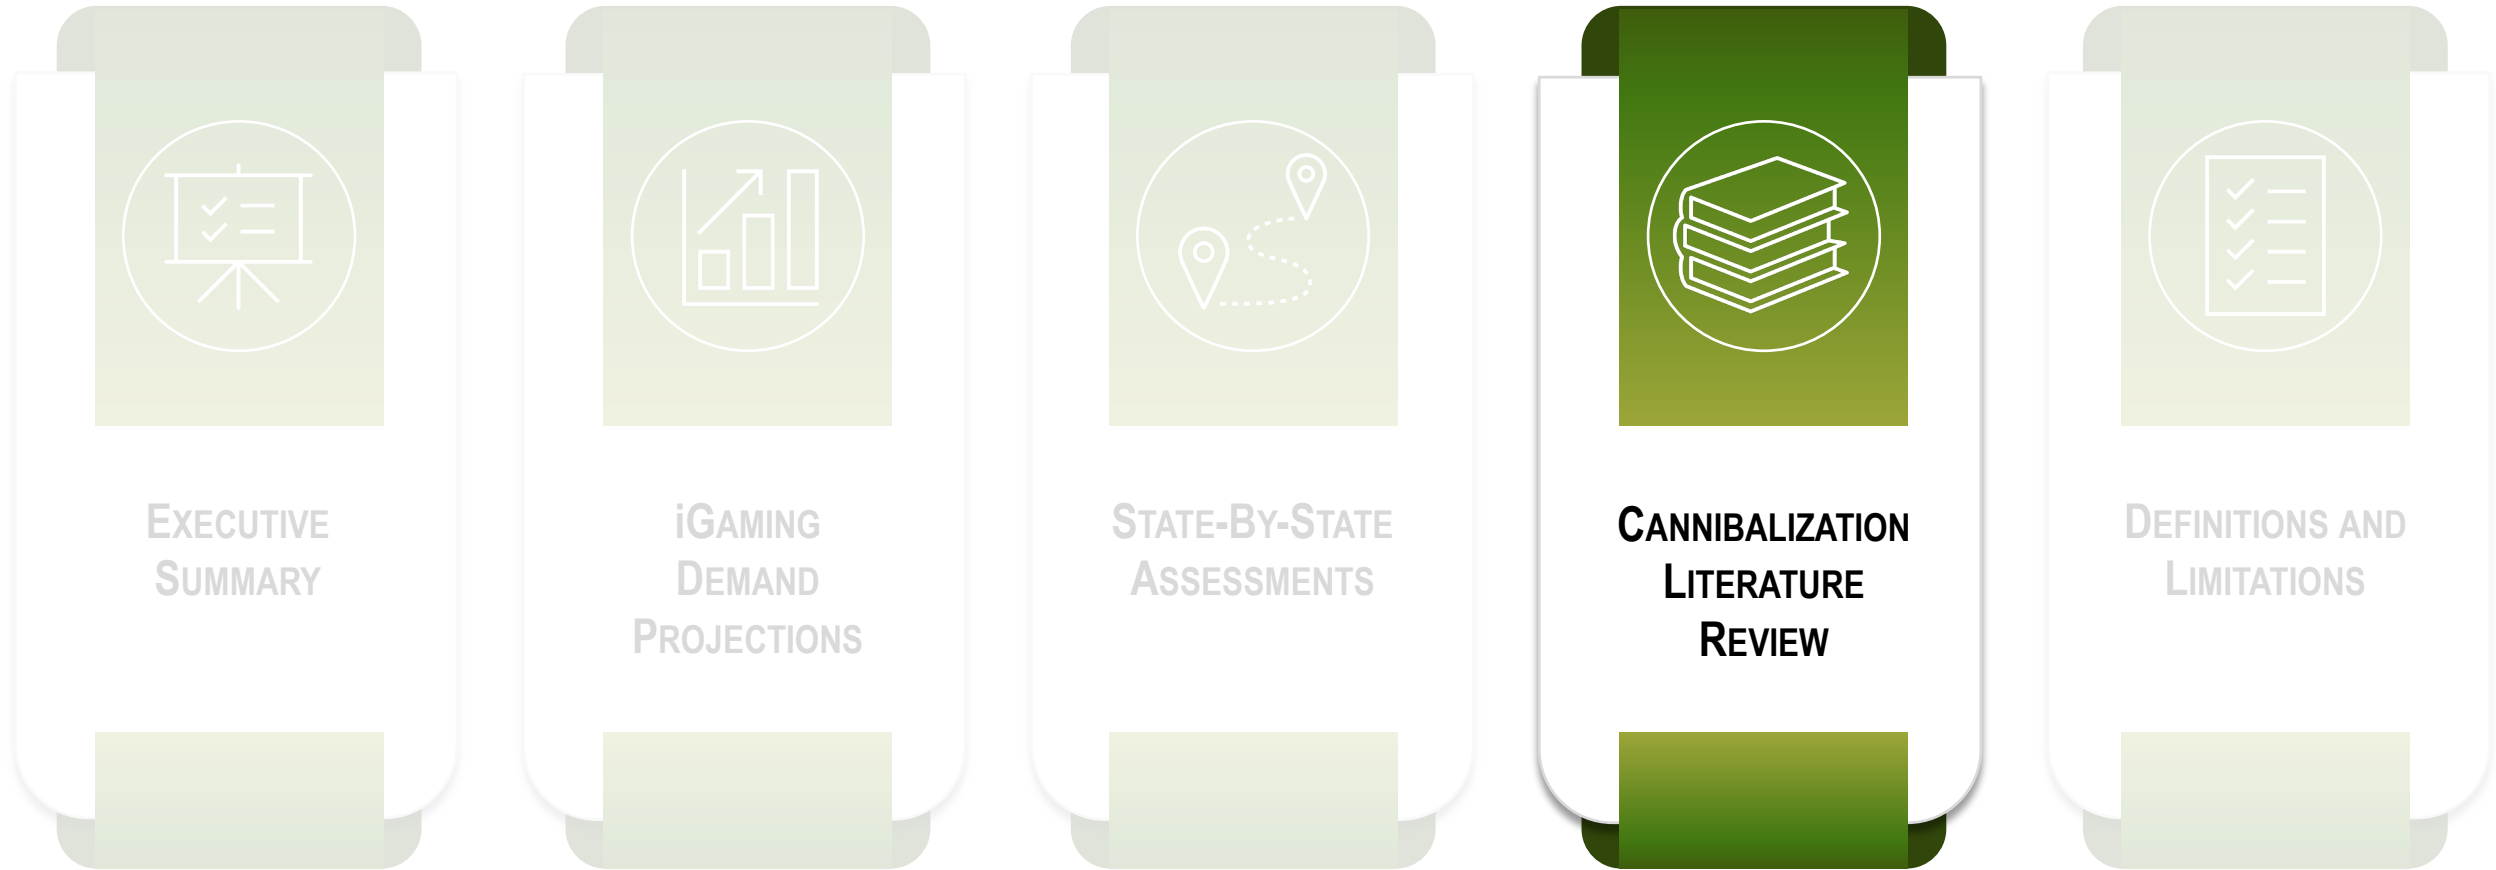 Executive
Summary
iGaming
Demand
Projections
State-By-State
Assessments
Cannibalization
Literature
Review
Definitions and
Limitations